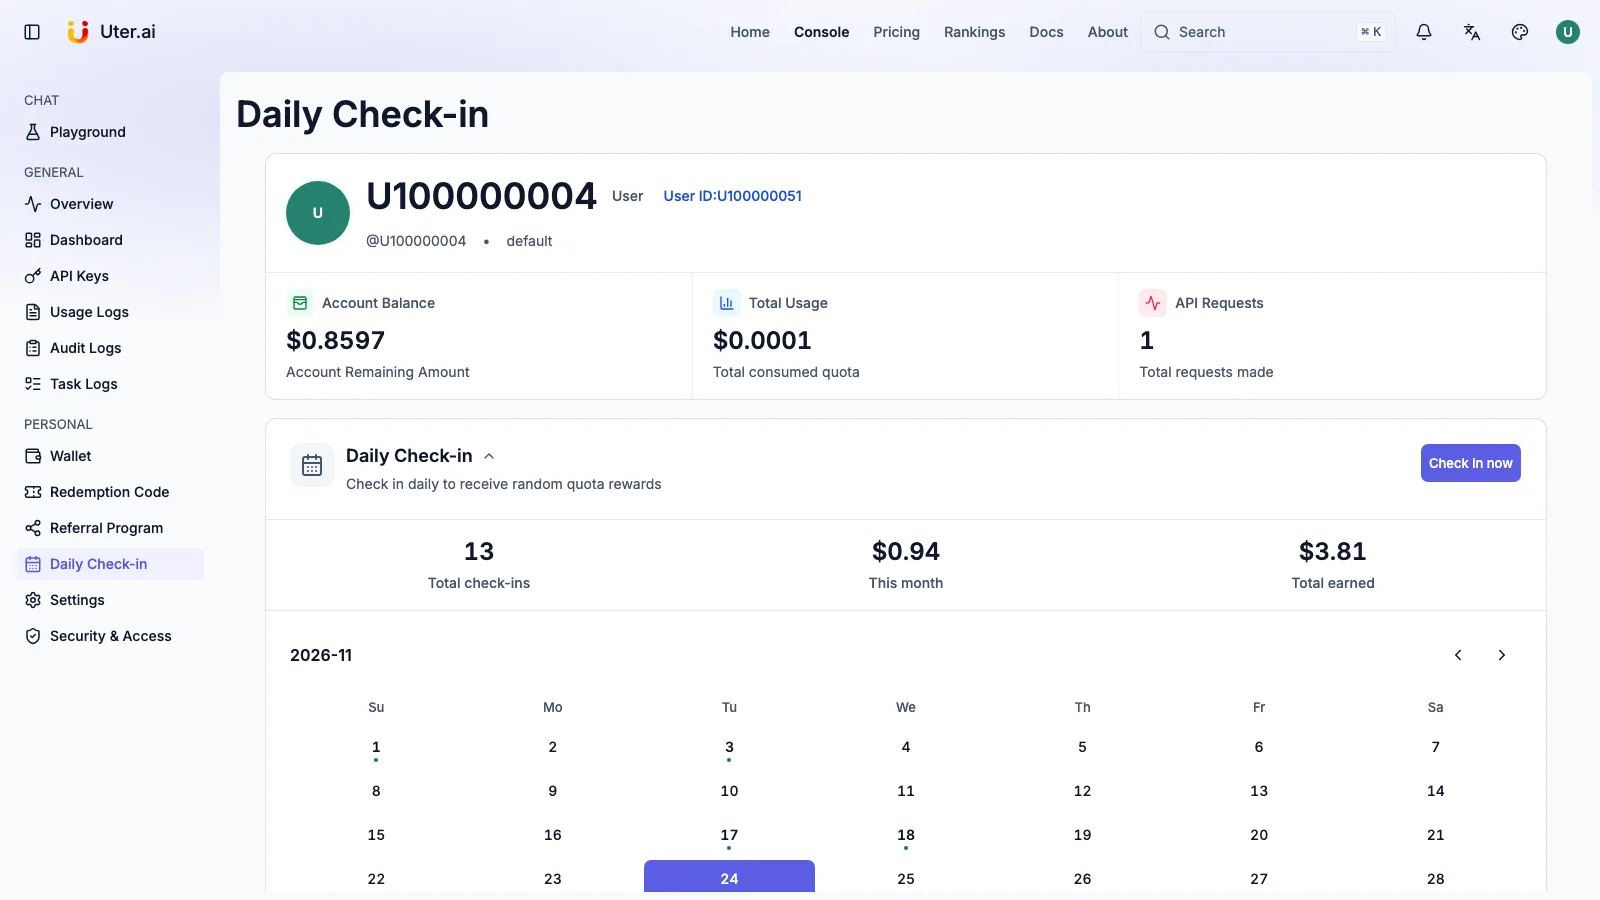 Uter.ai
Home
Console
Pricing
Rankings
Docs
About
Search
⌘ K
U
CHAT
Playground
GENERAL
Overview
Dashboard
API Keys
Usage Logs
Audit Logs
Task Logs
PERSONAL
Wallet
Redemption Code
Referral Program
Daily Check-in
Settings
Security & Access
Daily Check-in
U
U100000004 User User ID:U100000051
@U100000004 • default
Account Balance
$0.8597
Account Remaining Amount
Total Usage
$0.0001
Total consumed quota
API Requests
1
Total requests made
Daily Check-in
Check in daily to receive random quota rewards
Check in now
13
Total check-ins
$0.94
This month
$3.81
Total earned
2026-11
Su Mo Tu We Th Fr Sa
1 2 3 4 5 6 7
8 9 10 11 12 13 14
15 16 17 18 19 20 21
22 23 24 25 26 27 28